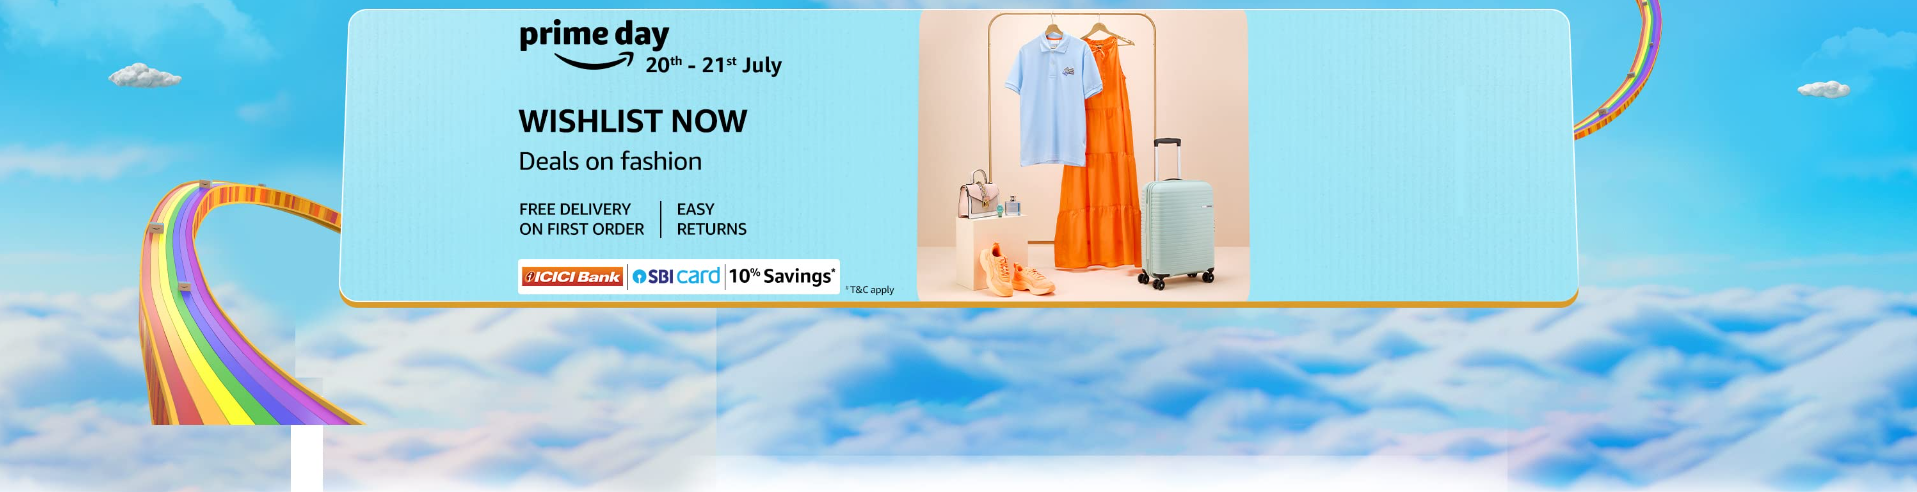 prime day
20th - 21st July
WISHLIST NOW
Deals on fashion
FREE DELIVERY
ON FIRST ORDER
EASY
RETURNS
ICICI Bank
SBI card
10% Savings*
*T&C apply